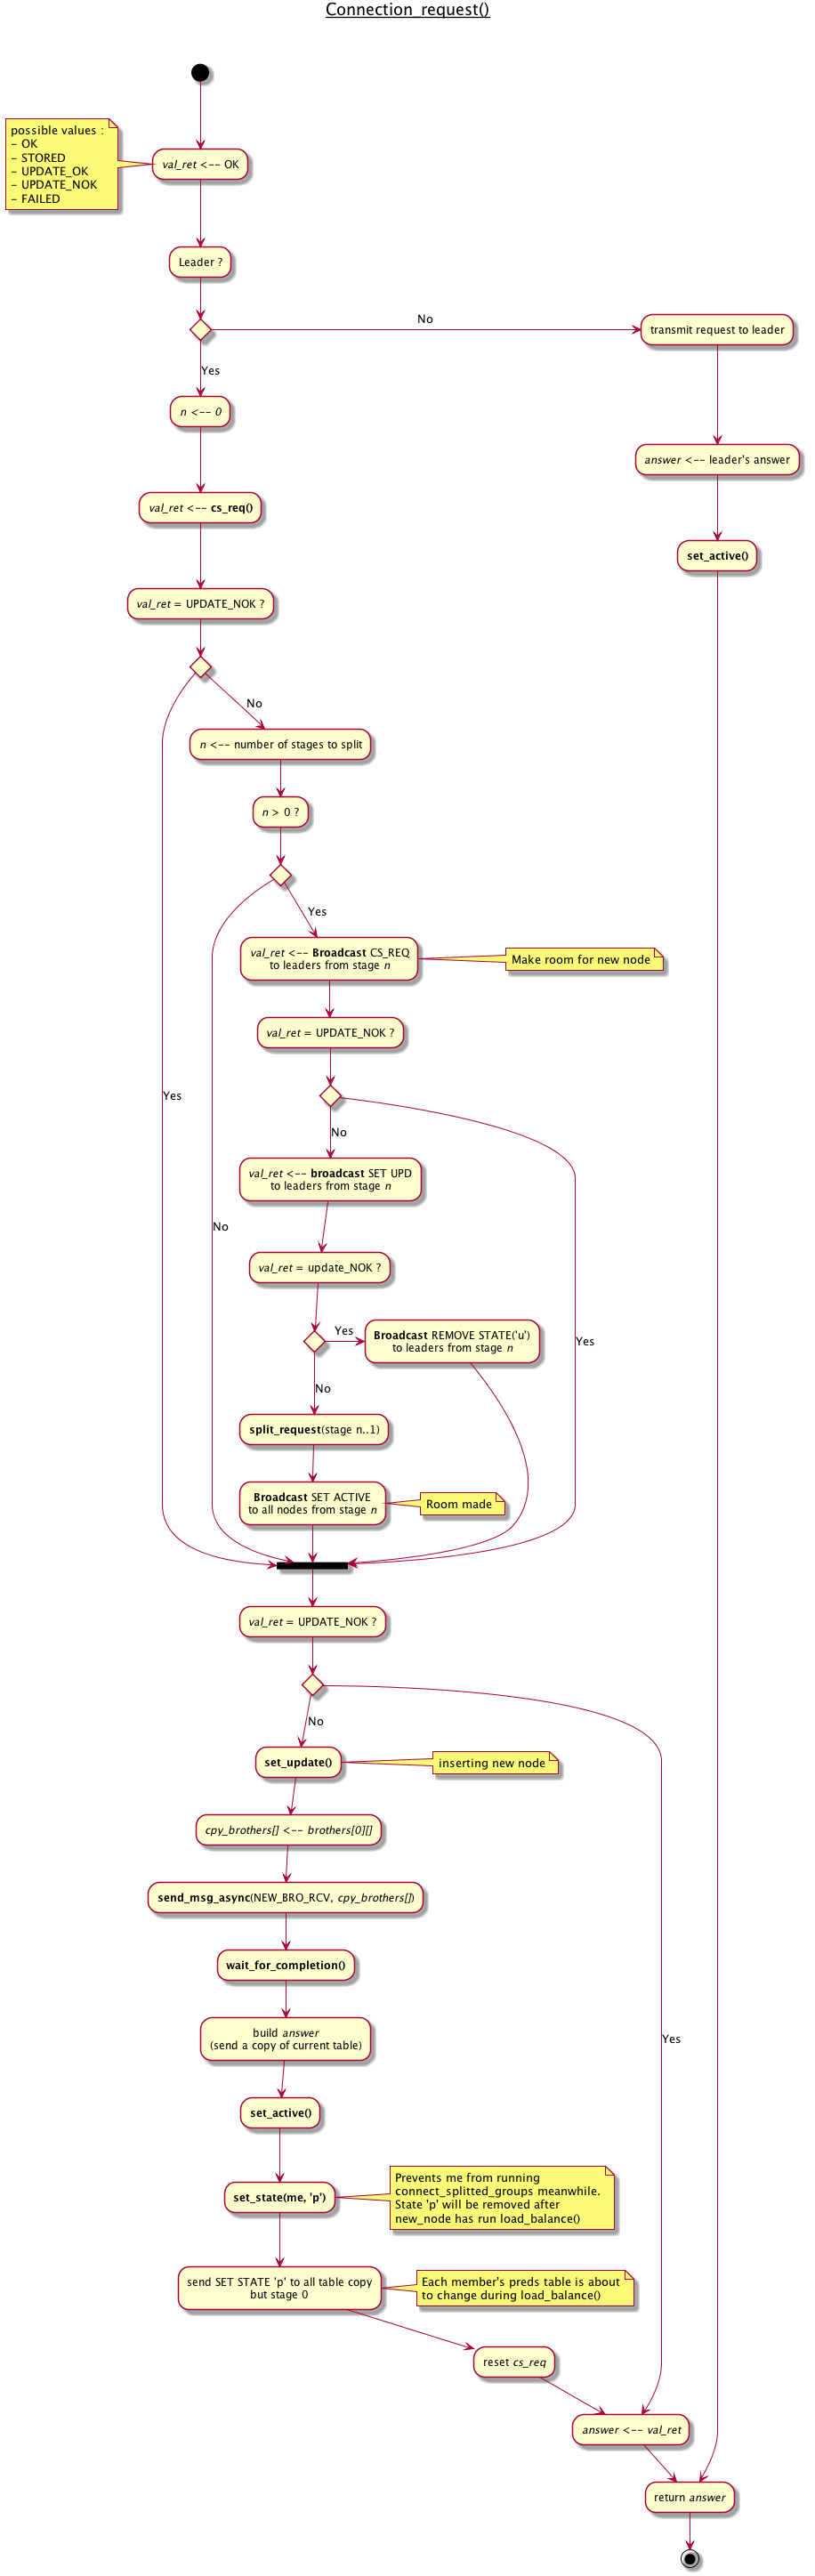 Connection_request()
possible values :
- OK
- STORED
- UPDATE_OK
- UPDATE_NOK
- FAILED
val_ret <-- OK
Leader ?
No
transmit request to leader
Yes
n <-- 0
answer <-- leader's answer
val_ret <-- cs_req()
set_active()
val_ret = UPDATE_NOK ?
No
n <-- number of stages to split
n > 0 ?
Yes
val_ret <-- Broadcast CS_REQ
to leaders from stage n
Make room for new node
val_ret = UPDATE_NOK ?
Yes
No
val_ret <-- broadcast SET UPD
to leaders from stage n
No
val_ret = update_NOK ?
Yes
Broadcast REMOVE STATE('u')
to leaders from stage n
Yes
No
split_request(stage n..1)
Broadcast SET ACTIVE
to all nodes from stage n
Room made
val_ret = UPDATE_NOK ?
No
set_update()
inserting new node
cpy_brothers[] <-- brothers[0][]
send_msg_async(NEW_BRO_RCV, cpy_brothers[])
wait_for_completion()
build answer
(send a copy of current table)
Yes
set_active()
set_state(me, 'p')
Prevents me from running
connect_splitted_groups meanwhile.
State 'p' will be removed after
new_node has run load_balance()
send SET STATE 'p' to all table copy
but stage 0
Each member's preds table is about
to change during load_balance()
reset cs_req
answer <-- val_ret
return answer